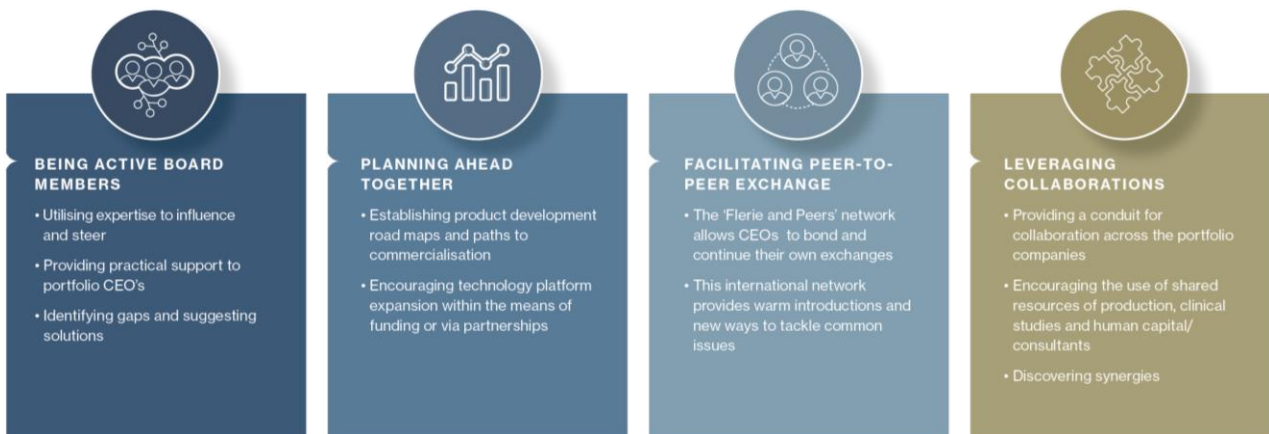 BEING ACTIVE BOARD
MEMBERS
• Utilising expertise to influence
and steer
• Providing practical support to
portfolio CEO's
• Identifying gaps and suggesting
solutions
PLANNING AHEAD
TOGETHER
• Establishing product development
road maps and paths to
commercialisation
• Encouraging technology platform
expansion within the means of
funding or via partnerships
FACILITATING PEER-TO-
PEER EXCHANGE
• The 'Flerie and Peers' network
allows CEOs to bond and
continue their own exchanges
• This international network
provides warm introductions and
new ways to tackle common
issues
LEVERAGING
COLLABORATIONS
• Providing a conduit for
collaboration across the portfolio
companies
• Encouraging the use of shared
resources of production, clinical
studies and human capital/
consultants
• Discovering synergies